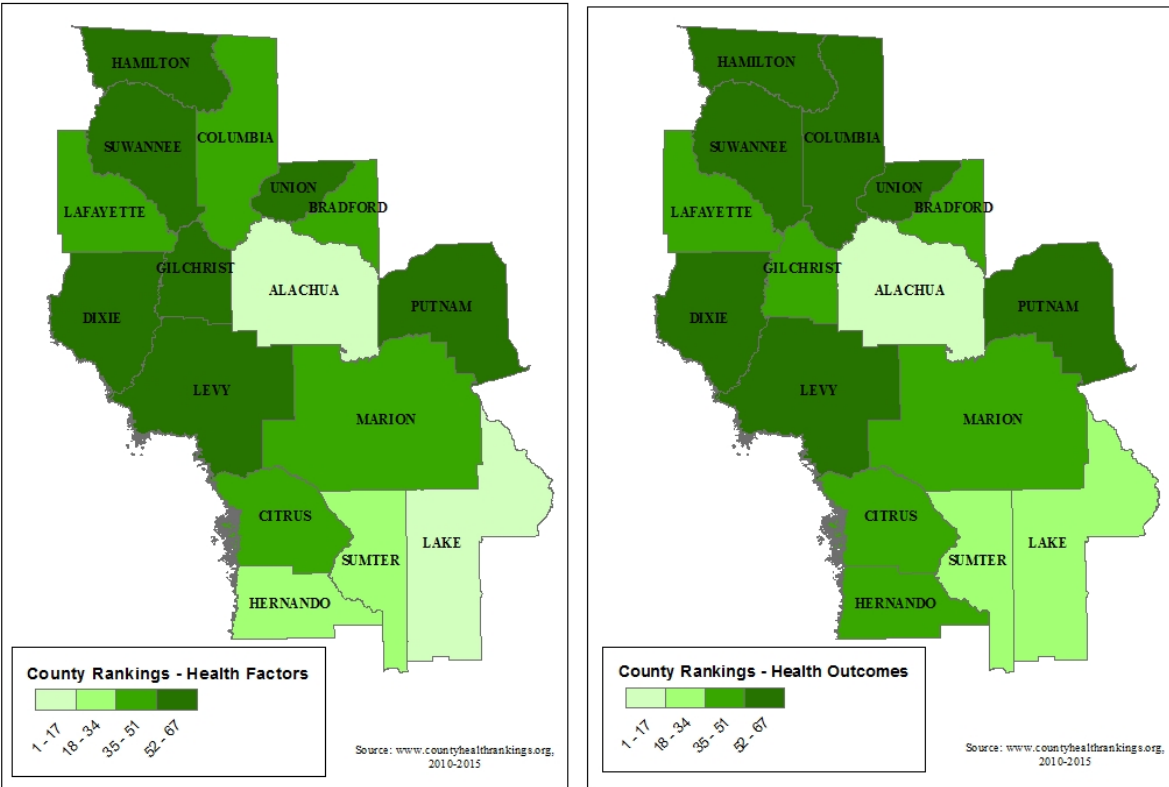 HAMILTON
COLUMBIA
SUWANNEE
UNION
BRADFORD
LAFAYETTE
GILCHRIST
ALACHUA
DIXIE
PUTNAM
LEVY
MARION
CITRUS
LAKE
SUMTER
HERNANDO
County Rankings - Health Factors
1 - 17
18 - 34
35 - 51
52 - 67
Source: www.countyhealthrankings.org,
2010-2015
HAMILTON
COLUMBIA
SUWANNEE
UNION
BRADFORD
LAFAYETTE
GILCHRIST
ALACHUA
DIXIE
PUTNAM
LEVY
MARION
CITRUS
LAKE
SUMTER
HERNANDO
County Rankings - Health Outcomes
1 - 17
18 - 34
35 - 51
52 - 67
Source: www.countyhealthrankings.org,
2010-2015